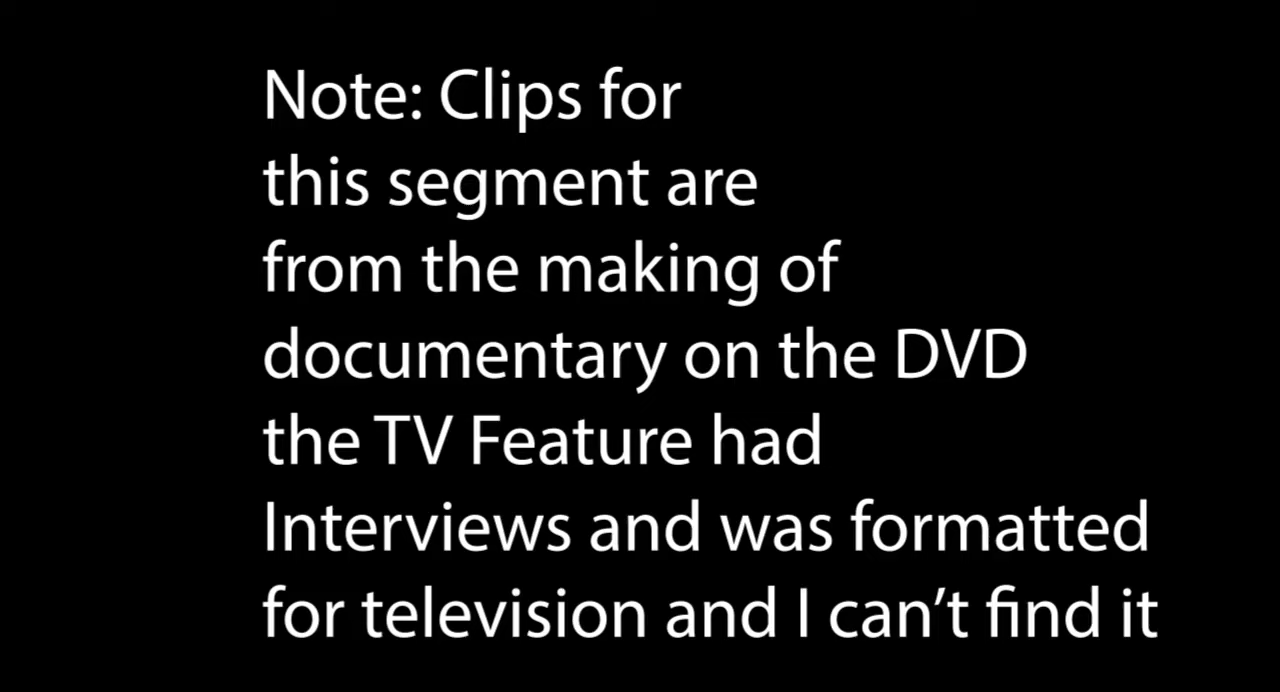 Note: Clips for
this segment are
from the making of
documentary on the DVD
the TV Feature had
Interviews and was formatted
for television and I can’t find it